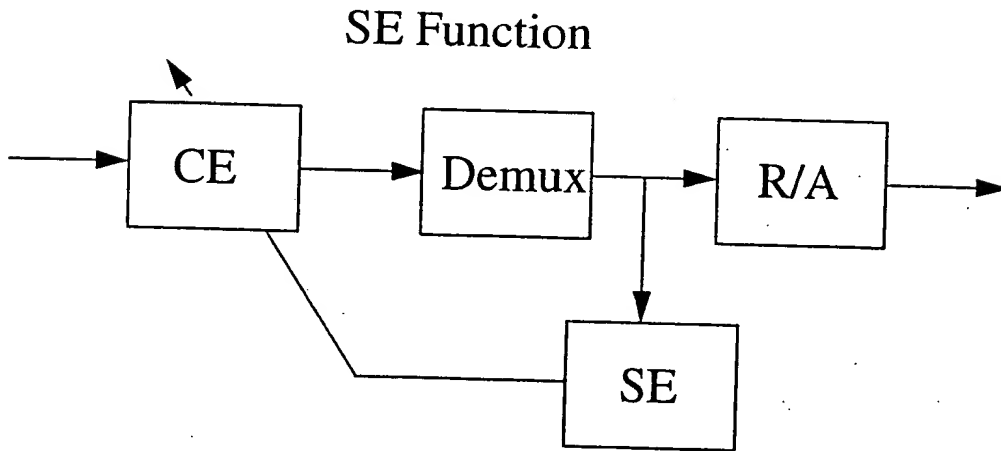 SE Function
CE
Demux
R/A
SE